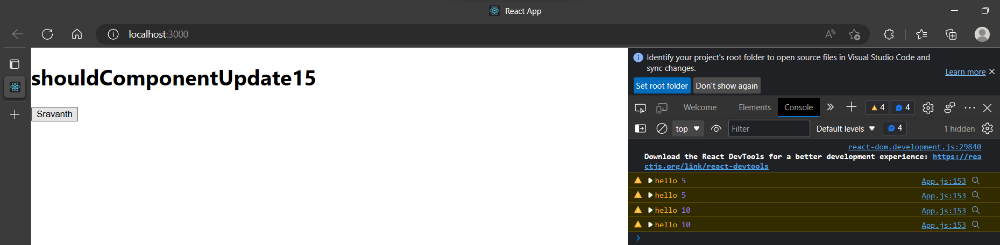 React App
localhost:3000
shouldComponentUpdate15
Sravanth
Identify your project's root folder to open source files in Visual Studio Code and
sync changes.
Learn more
Set root folder
Don't show again
Welcome
Elements
Console
4
4
top
Filter
Default levels
4
1 hidden
react-dom.development.js:29840
Download the React DevTools for a better development experience: https://rea
ctjs.org/link/react-devtools
hello 5
App.js:153
hello 5
App.js:153
hello 10
App.js:153
hello 10
App.js:153